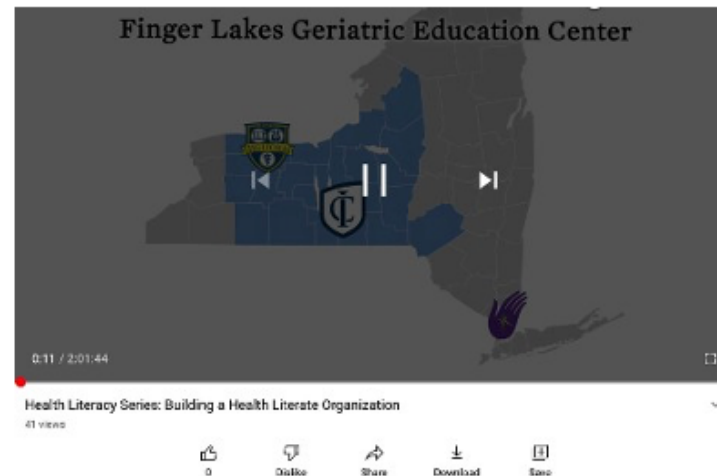 Finger Lakes Geriatric Education Center
0:11 / 2:01:44
Health Literacy Series: Building a Health Literate Organization
41 views
0 Dislike Share Download Save